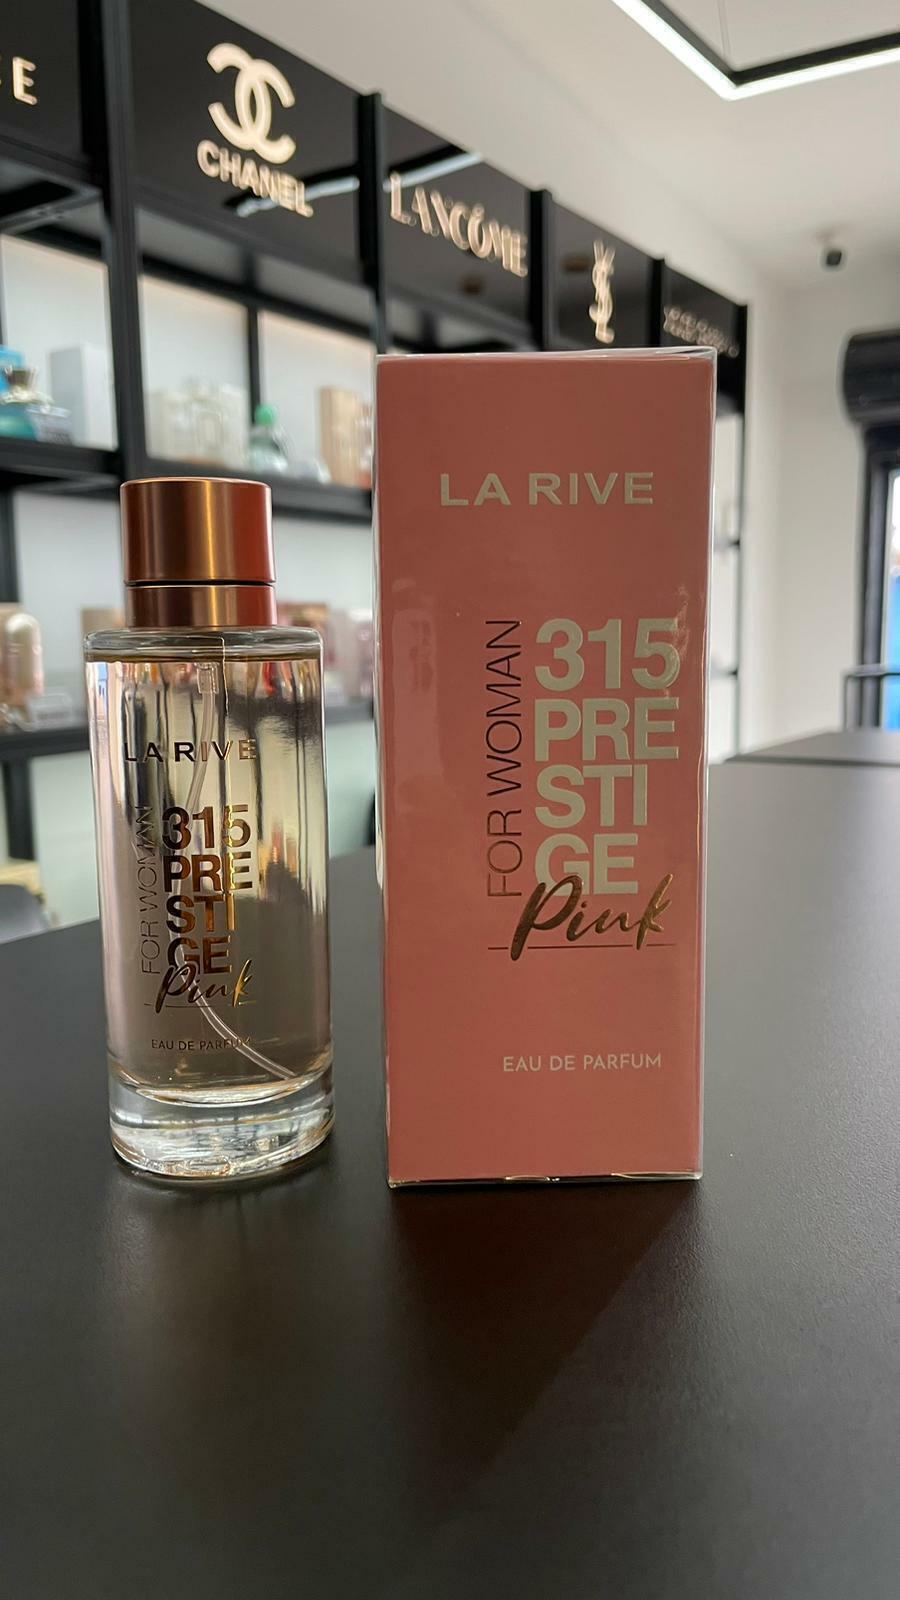 CHANEL
LANCÔME
YSL
LA RIVE
FOR WOMAN
315
PRE
STI
GE
Pink
EAU DE PARFUM
LA RIVE
FOR WOMAN
315
PRE
STI
GE
Pink
EAU DE PARFUM